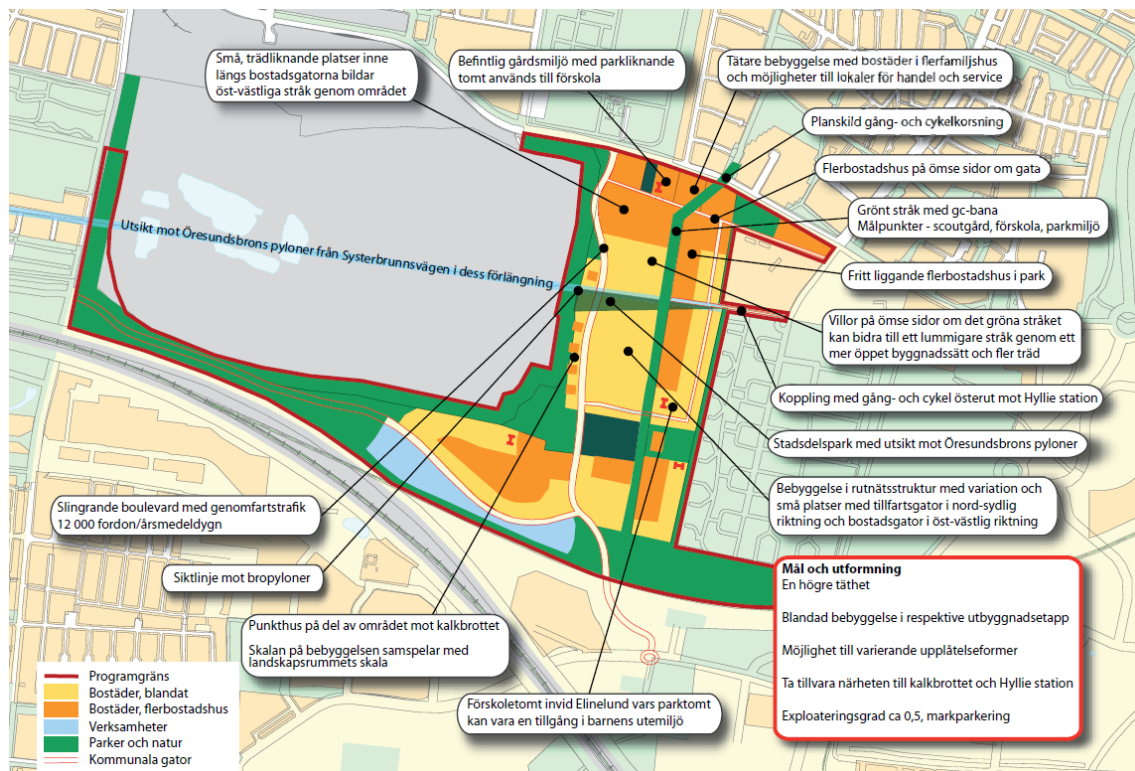 Små, trädliknande platser inne
längs bostadsgatorna bildar
öst-västliga stråk genom området
Befintlig gårdsmiljö med parkliknande
tomt används till förskola
Tätare bebyggelse med bostäder i flerfamiljshus
och möjligheter till lokaler för handel och service
Planskild gång- och cykelkorsning
Flerbostadshus på ömse sidor om gata
Grönt stråk med gc-bana
Målpunkter - scoutgård, förskola, parkmiljö
Fritt liggande flerbostadshus i park
Utsikt mot Öresundsbrons pyloner från Systerbrunnsvägen i dess förlängning
Villor på ömse sidor om det gröna stråket
kan bidra till ett lummigare stråk genom ett
mer öppet byggnadssätt och fler träd
Koppling med gång- och cykel österut mot Hyllie station
Stadsdelspark med utsikt mot Öresundsbrons pyloner
Bebyggelse i rutnätsstruktur med variation och
små platser med tillfartsgator i nord-sydlig
riktning och bostadsgator i öst-västlig riktning
Slingrande boulevard med genomfartstrafik
12 000 fordon/årsmedeldygn
Siktlinje mot bropyloner
Punkthus på del av området mot kalkbrottet
Skalan på bebyggelsen samspelar med
landskapsrummets skala
Förskoletomt invid Elinelund vars parktomt
kan vara en tillgång i barnens utemiljö
Mål och utformning
En högre täthet
Blandad bebyggelse i respektive utbyggnadsetapp
Möjlighet till varierande upplåtelseformer
Ta tillvara närheten till kalkbrottet och Hyllie station
Exploateringsgrad ca 0,5, markparkering
Programgräns
Bostäder, blandat
Bostäder, flerbostadshus
Verksamheter
Parker och natur
Kommunala gator